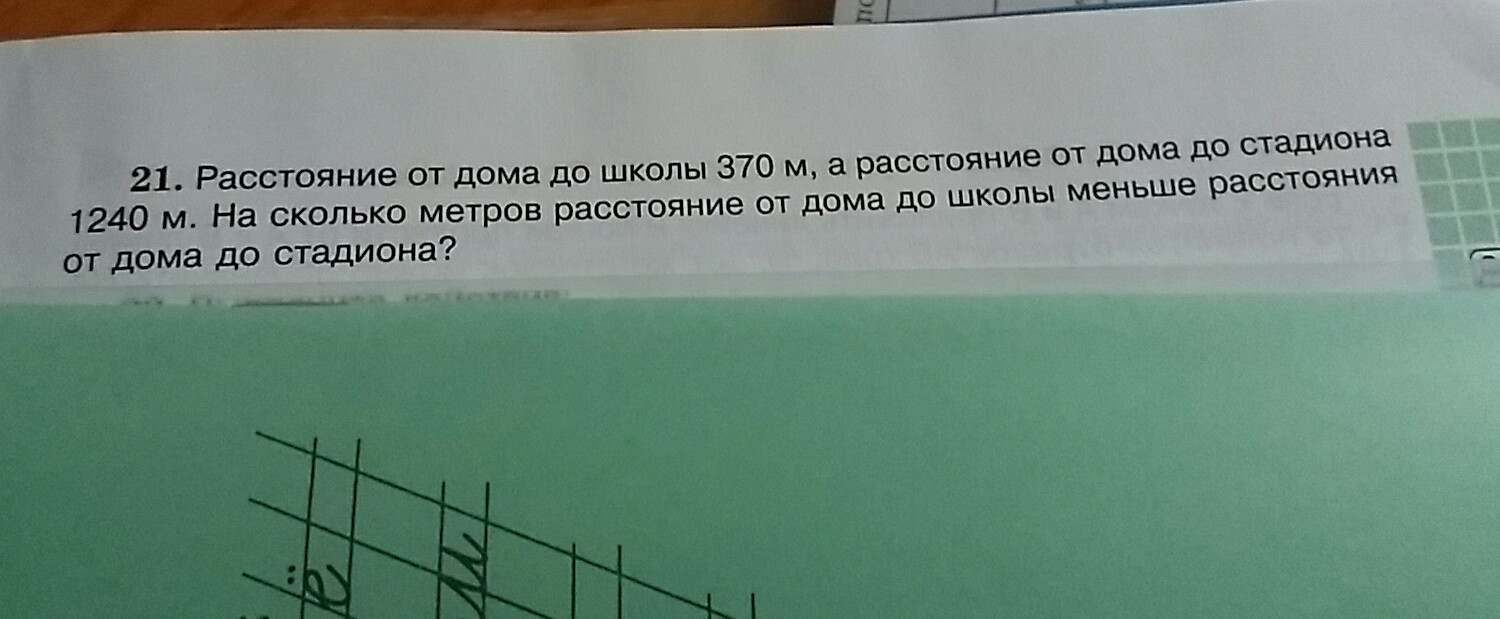 21. Расстояние от дома до школы 370 м, а расстояние от дома до стадиона
1240 м. На сколько метров расстояние от дома до школы меньше расстояния
от дома до стадиона?
ё
м